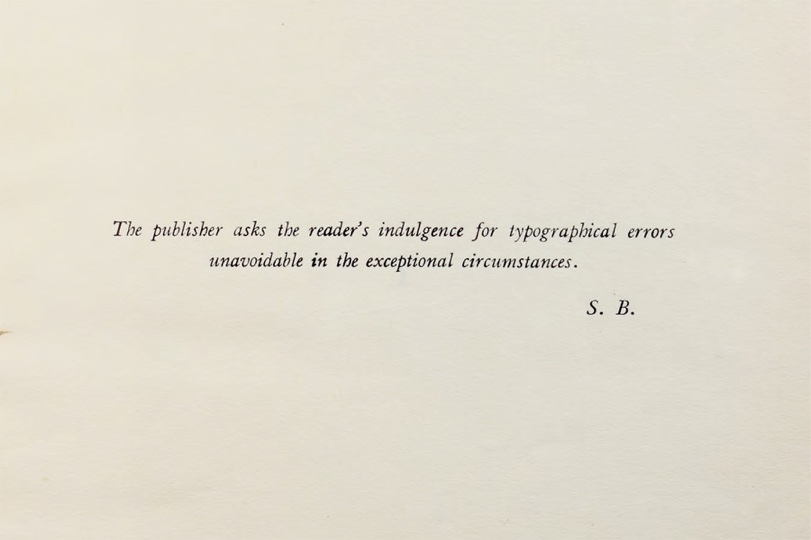 The publisher asks the reader's indulgence for typographical errors
unavoidable in the exceptional circumstances.
S. B.